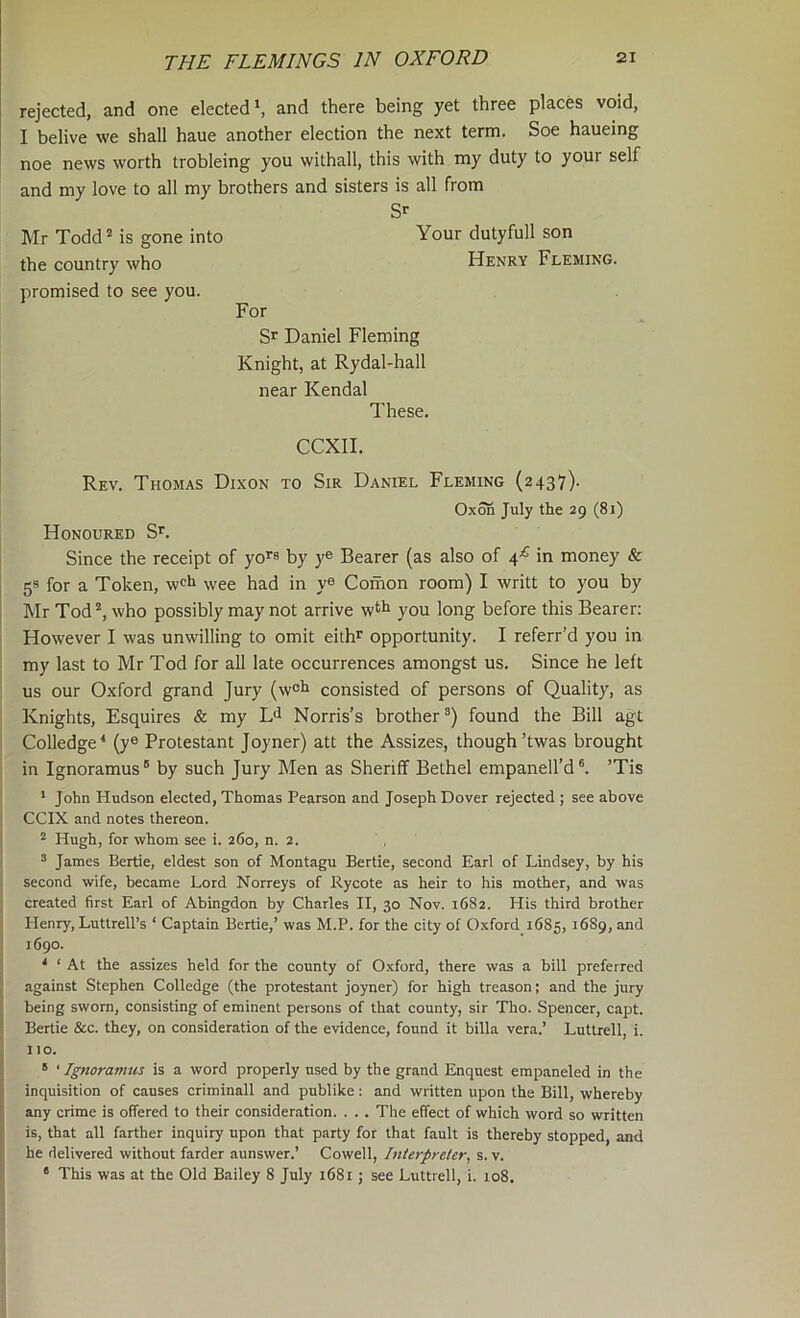 THE FLEMINGS IN OXFORD 21
rejected, and one elected¹, and there being yet three places void,
I belive we shall haue another election the next term. Soe haueing
noe news worth trobleing you withall, this with my duty to your self
and my love to all my brothers and sisters is all from
Sʳ
Mr Todd² is gone into Your dutyfull son
the country who Henry Fleming.
promised to see you.
For
Sʳ Daniel Fleming
Knight, at Rydal-hall
near Kendal
These.
CCXII.
Rev. Thomas Dixon to Sir Daniel Fleming (2437).
Oxon̄ July the 29 (81)
Honoured Sʳ.
Since the receipt of yoʳˢ by yᵉ Bearer (as also of 4£ in money &
5ˢ for a Token, wᶜʰ wee had in yᵉ Com̄on room) I writt to you by
Mr Tod², who possibly may not arrive wᵗʰ you long before this Bearer:
However I was unwilling to omit eithʳ opportunity. I referr'd you in
my last to Mr Tod for all late occurrences amongst us. Since he left
us our Oxford grand Jury (wᶜʰ consisted of persons of Quality, as
Knights, Esquires & my Lᵈ Norris's brother³) found the Bill agt
Colledge⁴ (yᵉ Protestant Joyner) att the Assizes, though 'twas brought
in Ignoramus⁵ by such Jury Men as Sheriff Bethel empanell'd⁶. 'Tis
¹ John Hudson elected, Thomas Pearson and Joseph Dover rejected ; see above
CCIX and notes thereon.
² Hugh, for whom see i. 260, n. 2.
³ James Bertie, eldest son of Montagu Bertie, second Earl of Lindsey, by his
second wife, became Lord Norreys of Rycote as heir to his mother, and was
created first Earl of Abingdon by Charles II, 30 Nov. 1682. His third brother
Henry, Luttrell's ‘ Captain Bertie,’ was M.P. for the city of Oxford 1685, 1689, and
1690.
⁴ ‘ At the assizes held for the county of Oxford, there was a bill preferred
against Stephen Colledge (the protestant joyner) for high treason; and the jury
being sworn, consisting of eminent persons of that county, sir Tho. Spencer, capt.
Bertie &c. they, on consideration of the evidence, found it billa vera.’ Luttrell, i.
110.
⁵ ‘ Ignoramus is a word properly used by the grand Enquest empaneled in the
inquisition of causes criminall and publike : and written upon the Bill, whereby
any crime is offered to their consideration. . . . The effect of which word so written
is, that all farther inquiry upon that party for that fault is thereby stopped, and
he delivered without farder aunswer.’ Cowell, Interpreter, s. v.
⁶ This was at the Old Bailey 8 July 1681 ; see Luttrell, i. 108.